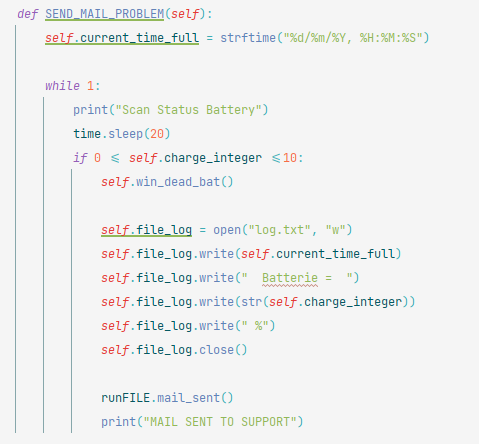 def SEND_MAIL_PROBLEM(self):
self.current_time_full = strftime("%d/%m/%Y, %H:%M:%S")
while 1:
print("Scan Status Battery")
time.sleep(20)
if 0 ⩽ self.charge_integer ⩽10:
self.win_dead_bat()
self.file_log = open("log.txt", "w")
self.file_log.write(self.current_time_full)
self.file_log.write("  Batterie =  ")
self.file_log.write(str(self.charge_integer))
self.file_log.write(" %")
self.file_log.close()
runFILE.mail_sent()
print("MAIL SENT TO SUPPORT")